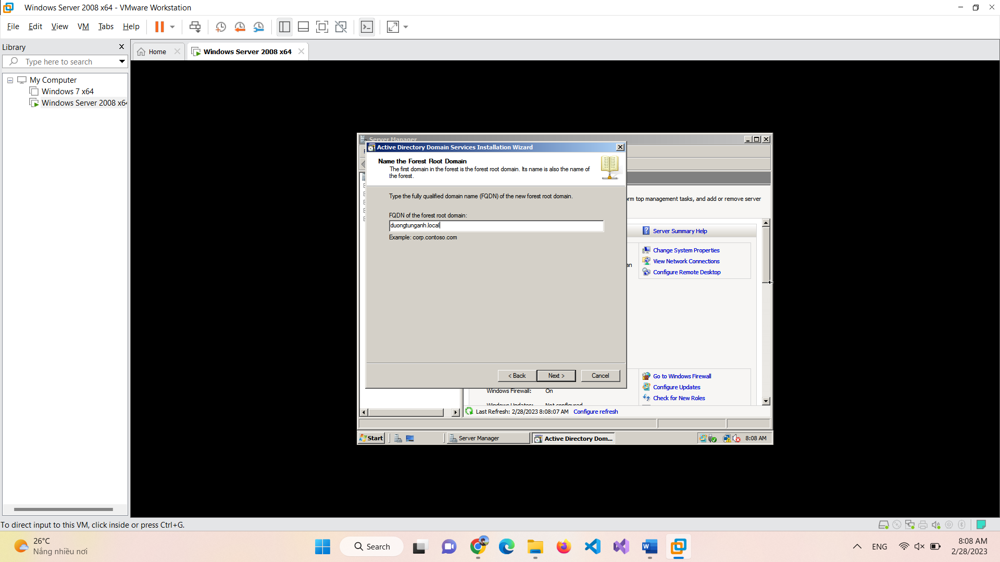 Windows Server 2008 x64 - VMware Workstation
File Edit View VM Tabs Help
Library
Home
Windows Server 2008 x64
Type here to search
My Computer
Windows 7 x64
Windows Server 2008 x64
Server Manager
Active Directory Domain Services Installation Wizard
Name the Forest Root Domain
The first domain in the forest is the forest root domain. Its name is also the name of
the forest.
Type the fully qualified domain name (FQDN) of the new forest root domain.
FQDN of the forest root domain:
duongtunganh.local
Example: corp.contoso.com
< Back
Next >
Cancel
rm top management tasks, and add or remove server
Server Summary Help
Change System Properties
View Network Connections
an
Configure Remote Desktop
Go to Windows Firewall
Configure Updates
Check for New Roles
Windows Firewall: On
Windows Updates: Not configured
Last Refresh: 2/28/2023 8:08:07 AM Configure refresh
Start
Server Manager
Active Directory Dom...
8:08 AM
To direct input to this VM, click inside or press Ctrl+G.
26°C
Nắng nhiều nơi
Search
ENG
8:08 AM
2/28/2023